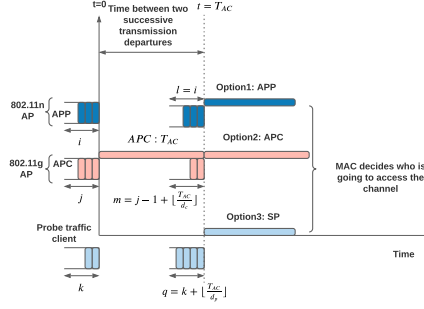 t=0
Time between two
successive
transmission
departures
t = T_AC
l = i
Option1: APP
802.11n
AP
APP
i
APC : T_AC
Option2: APC
802.11g
AP
APC
j
m = j − 1 + ⌊T_AC/d_c⌋
MAC decides who is
going to access the
channel
Option3: SP
Probe traffic
client
Time
k
q = k + ⌊T_AC/d_p⌋